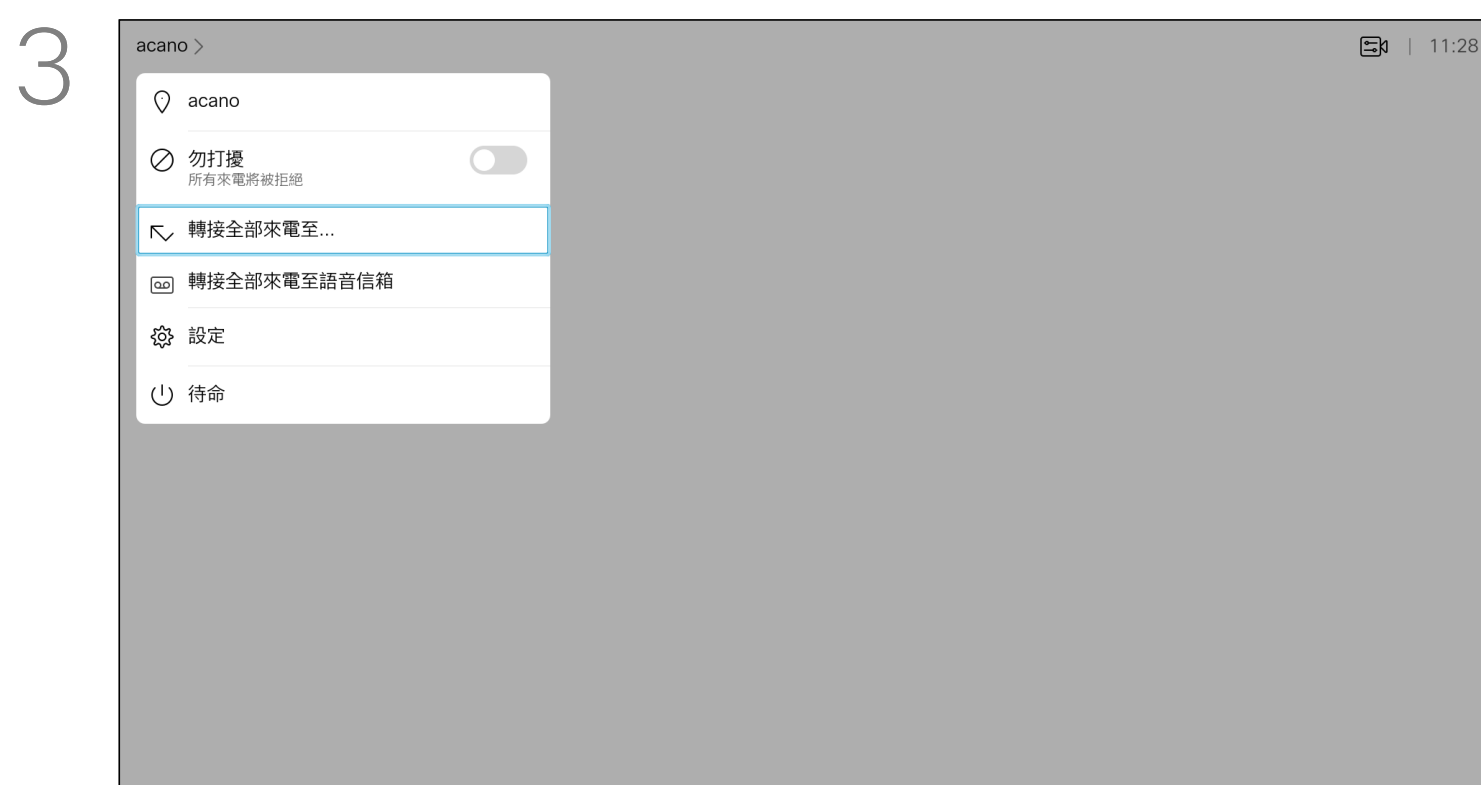 3
acano
11:28
acano
勿打擾
所有來電將被拒絕
轉接全部來電至...
轉接全部來電至語音信箱
設定
待命